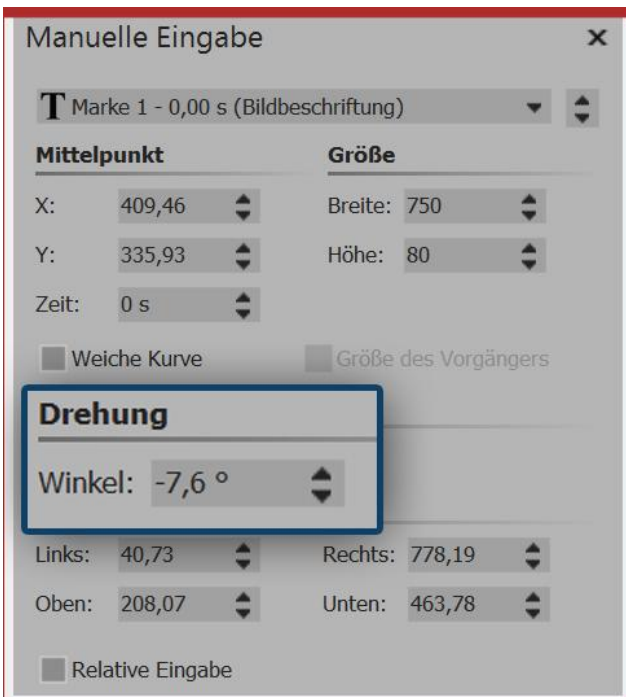 Manuelle Eingabe ×
T Marke 1 - 0,00 s (Bildbeschriftung)
Mittelpunkt Größe
X: 409,46 Breite: 750
Y: 335,93 Höhe: 80
Zeit: 0 s
Weiche Kurve Größe des Vorgängers
Drehung
Winkel: -7,6 °
Links: 40,73 Rechts: 778,19
Oben: 208,07 Unten: 463,78
Relative Eingabe